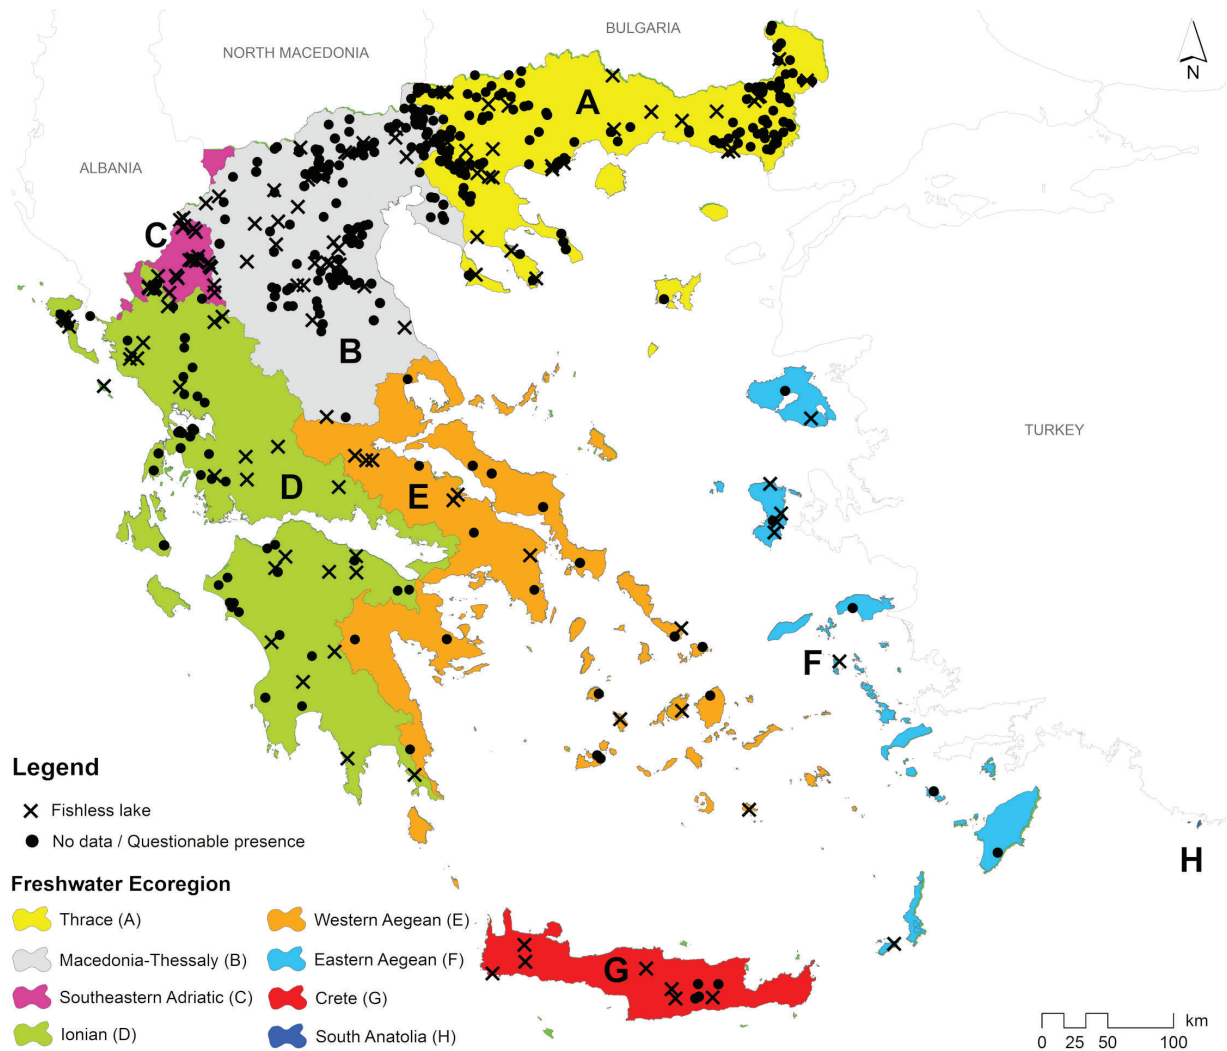 BULGARIA
NORTH MACEDONIA
N
A
ALBANIA
C
B
TURKEY
D
E
F
Legend
Fishless lake
No data / Questionable presence
H
Freshwater Ecoregion
Thrace (A)
Western Aegean (E)
Macedonia-Thessaly (B)
Eastern Aegean (F)
G
Southeastern Adriatic (C)
Crete (G)
Ionian (D)
South Anatolia (H)
km
0 25 50 100